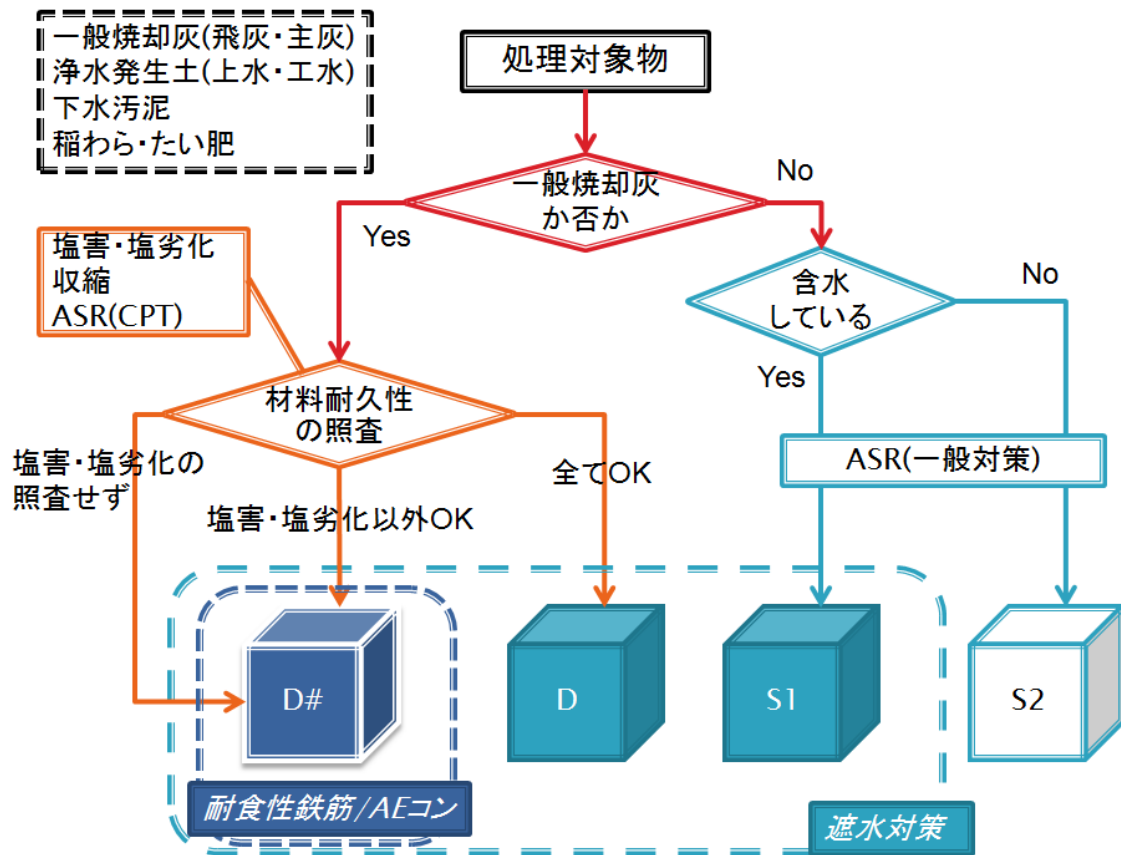 一般焼却灰(飛灰・主灰)
浄水発生土(上水・工水)
下水汚泥
稲わら・たい肥
処理対象物
一般焼却灰
か否か
No
Yes
塩害・塩劣化
収縮
ASR(CPT)
含水
している
No
Yes
材料耐久性
の照査
ASR(一般対策)
塩害・塩劣化の
照査せず
全てOK
塩害・塩劣化以外OK
D#
D
S1
S2
耐食性鉄筋/AEコン
遮水対策